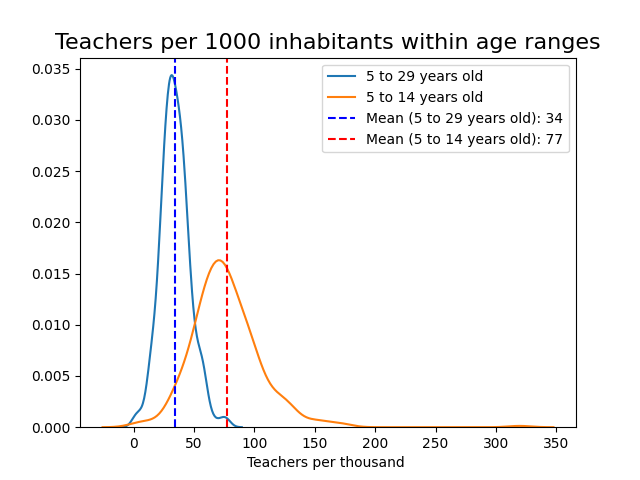 Teachers per 1000 inhabitants within age ranges
5 to 29 years old
5 to 14 years old
Mean (5 to 29 years old): 34
Mean (5 to 14 years old): 77
0.035
0.030
0.025
0.020
0.015
0.010
0.005
0.000
0 50 100 150 200 250 300 350
Teachers per thousand